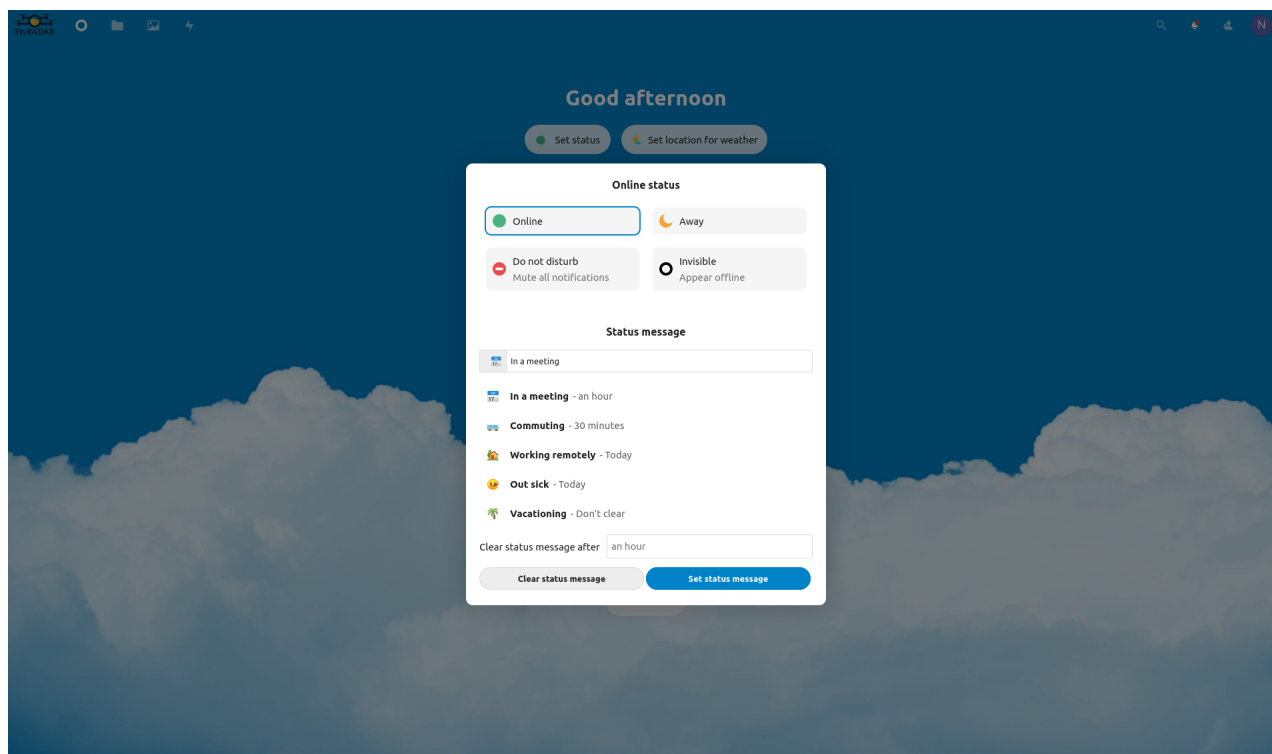 FlyRADAR
N
Good afternoon
Set status
Set location for weather
Online status
Online
Away
Do not disturb
Mute all notifications
Invisible
Appear offline
Status message
In a meeting
In a meeting - an hour
Commuting - 30 minutes
Working remotely - Today
Out sick - Today
Vacationing - Don't clear
Clear status message after
an hour
Clear status message
Set status message